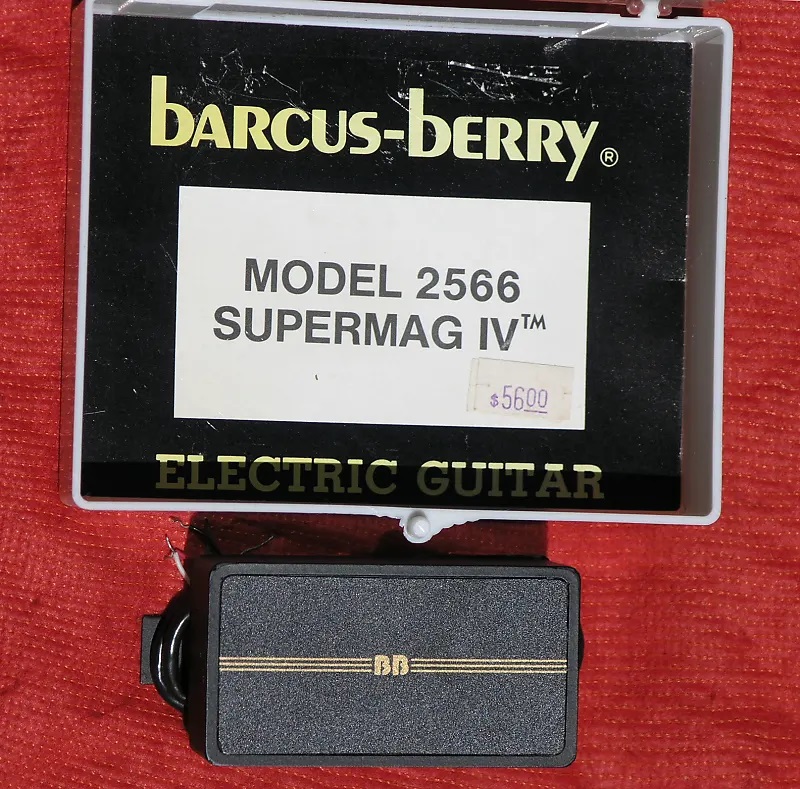 barcus-berry®
MODEL 2566
SUPERMAG IV™
$5600
ELECTRIC GUITAR
BB